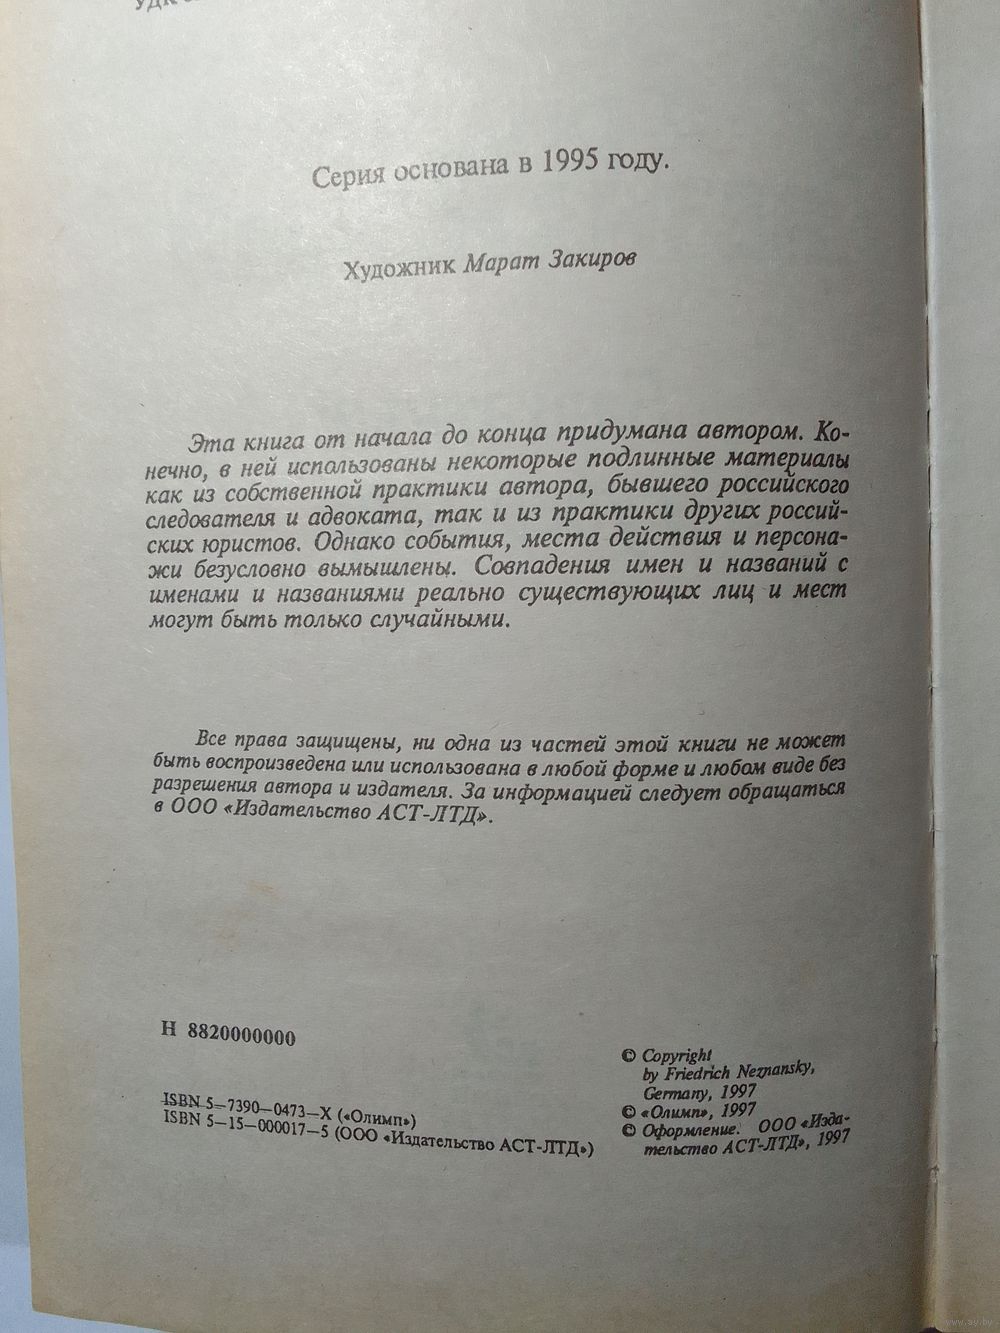 УДК
Серия основана в 1995 году.
Художник Марат Закиров
Эта книга от начала до конца придумана автором. Ко-
нечно, в ней использованы некоторые подлинные материалы
как из собственной практики автора, бывшего российского
следователя и адвоката, так и из практики других россий-
ских юристов. Однако события, места действия и персона-
жи безусловно вымышлены. Совпадения имен и названий с
именами и названиями реально существующих лиц и мест
могут быть только случайными.
Все права защищены, ни одна из частей этой книги не может
быть воспроизведена или использована в любой форме и любом виде без
разрешения автора и издателя. За информацией следует обращаться
в ООО «Издательство АСТ-ЛТД».
Н 8820000000
ISBN 5–7390–0473–X («Олимп»)
ISBN 5–15–000017–5 (ООО «Издательство АСТ-ЛТД»)
© Copyright
by Friedrich Neznansky,
Germany, 1997
© «Олимп», 1997
© Оформление. ООО «Изда-
тельство АСТ-ЛТД», 1997
www.ay.by